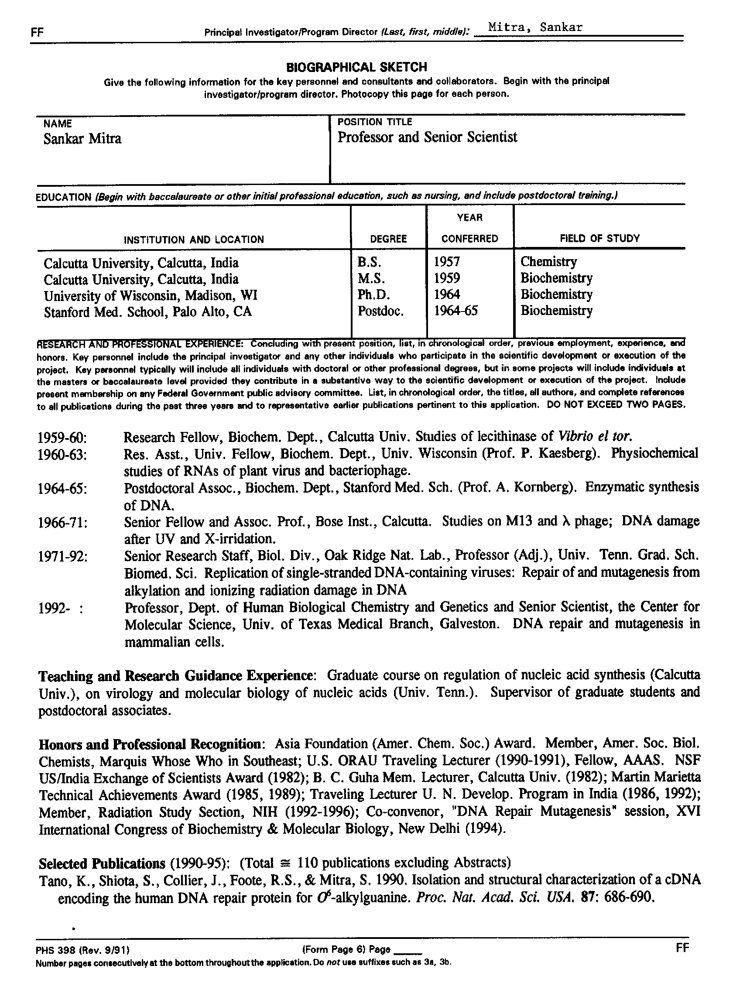 FF
Principal Investigator/Program Director (Last, first, middle): Mitra, Sankar
BIOGRAPHICAL SKETCH
Give the following information for the key personnel and consultants and collaborators. Begin with the principal
investigator/program director. Photocopy this page for each person.
NAME
Sankar Mitra
POSITION TITLE
Professor and Senior Scientist
EDUCATION (Begin with baccalaureate or other initial professional education, such as nursing, and include postdoctoral training.)
INSTITUTION AND LOCATION DEGREE YEAR CONFERRED FIELD OF STUDY
Calcutta University, Calcutta, India B.S. 1957 Chemistry
Calcutta University, Calcutta, India M.S. 1959 Biochemistry
University of Wisconsin, Madison, WI Ph.D. 1964 Biochemistry
Stanford Med. School, Palo Alto, CA Postdoc. 1964-65 Biochemistry
RESEARCH AND PROFESSIONAL EXPERIENCE: Concluding with present position, list, in chronological order, previous employment, experience, and
honors. Key personnel include the principal investigator and any other individuals who participate in the scientific development or execution of the
project. Key personnel typically will include all individuals with doctoral or other professional degrees, but in some projects will include individuals at
the masters or baccalaureate level provided they contribute in a substantive way to the scientific development or execution of the project. Include
present membership on any Federal Government public advisory committee. List, in chronological order, the titles, all authors, and complete references
to all publications during the past three years and to representative earlier publications pertinent to this application. DO NOT EXCEED TWO PAGES.
1959-60: Research Fellow, Biochem. Dept., Calcutta Univ. Studies of lecithinase of Vibrio el tor.
1960-63: Res. Asst., Univ. Fellow, Biochem. Dept., Univ. Wisconsin (Prof. P. Kaesberg). Physiochemical
studies of RNAs of plant virus and bacteriophage.
1964-65: Postdoctoral Assoc., Biochem. Dept., Stanford Med. Sch. (Prof. A. Kornberg). Enzymatic synthesis
of DNA.
1966-71: Senior Fellow and Assoc. Prof., Bose Inst., Calcutta. Studies on M13 and λ phage; DNA damage
after UV and X-irridation.
1971-92: Senior Research Staff, Biol. Div., Oak Ridge Nat. Lab., Professor (Adj.), Univ. Tenn. Grad. Sch.
Biomed. Sci. Replication of single-stranded DNA-containing viruses: Repair of and mutagenesis from
alkylation and ionizing radiation damage in DNA
1992- : Professor, Dept. of Human Biological Chemistry and Genetics and Senior Scientist, the Center for
Molecular Science, Univ. of Texas Medical Branch, Galveston. DNA repair and mutagenesis in
mammalian cells.
Teaching and Research Guidance Experience: Graduate course on regulation of nucleic acid synthesis (Calcutta
Univ.), on virology and molecular biology of nucleic acids (Univ. Tenn.). Supervisor of graduate students and
postdoctoral associates.
Honors and Professional Recognition: Asia Foundation (Amer. Chem. Soc.) Award. Member, Amer. Soc. Biol.
Chemists, Marquis Whose Who in Southeast; U.S. ORAU Traveling Lecturer (1990-1991), Fellow, AAAS. NSF
US/India Exchange of Scientists Award (1982); B. C. Guha Mem. Lecturer, Calcutta Univ. (1982); Martin Marietta
Technical Achievements Award (1985, 1989); Traveling Lecturer U. N. Develop. Program in India (1986, 1992);
Member, Radiation Study Section, NIH (1992-1996); Co-convenor, "DNA Repair Mutagenesis" session, XVI
International Congress of Biochemistry & Molecular Biology, New Delhi (1994).
Selected Publications (1990-95): (Total ≅ 110 publications excluding Abstracts)
Tano, K., Shiota, S., Collier, J., Foote, R.S., & Mitra, S. 1990. Isolation and structural characterization of a cDNA
encoding the human DNA repair protein for O⁶-alkylguanine. Proc. Nat. Acad. Sci. USA. 87: 686-690.
PHS 398 (Rev. 9/91) (Form Page 6) Page ____ FF
Number pages consecutively at the bottom throughout the application. Do not use suffixes such as 3a, 3b.